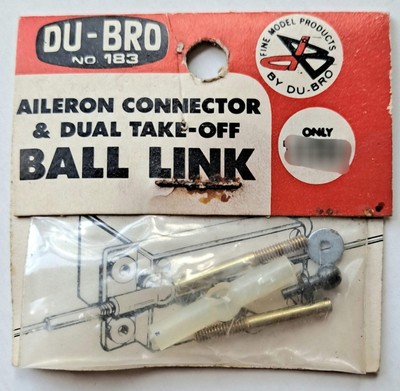 DU-BRO
NO 183
FINE MODEL PRODUCTS
BY DU-BRO
AILERON CONNECTOR
& DUAL TAKE-OFF
BALL LINK
ONLY